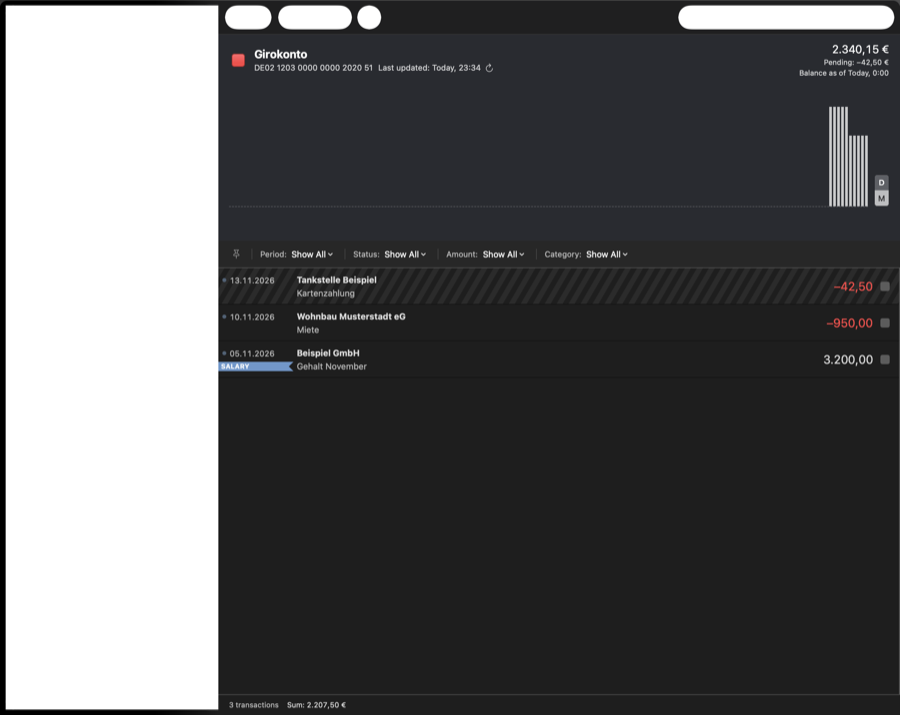 Girokonto
DE02 1203 0000 0000 2020 51 Last updated: Today, 23:34
2.340,15 €
Pending: −42,50 €
Balance as of Today, 0:00
D
M
Period: Show All Status: Show All Amount: Show All Category: Show All
13.11.2026 Tankstelle Beispiel −42,50
Kartenzahlung
10.11.2026 Wohnbau Musterstadt eG −950,00
Miete
05.11.2026 Beispiel GmbH 3.200,00
SALARY Gehalt November
3 transactions Sum: 2.207,50 €